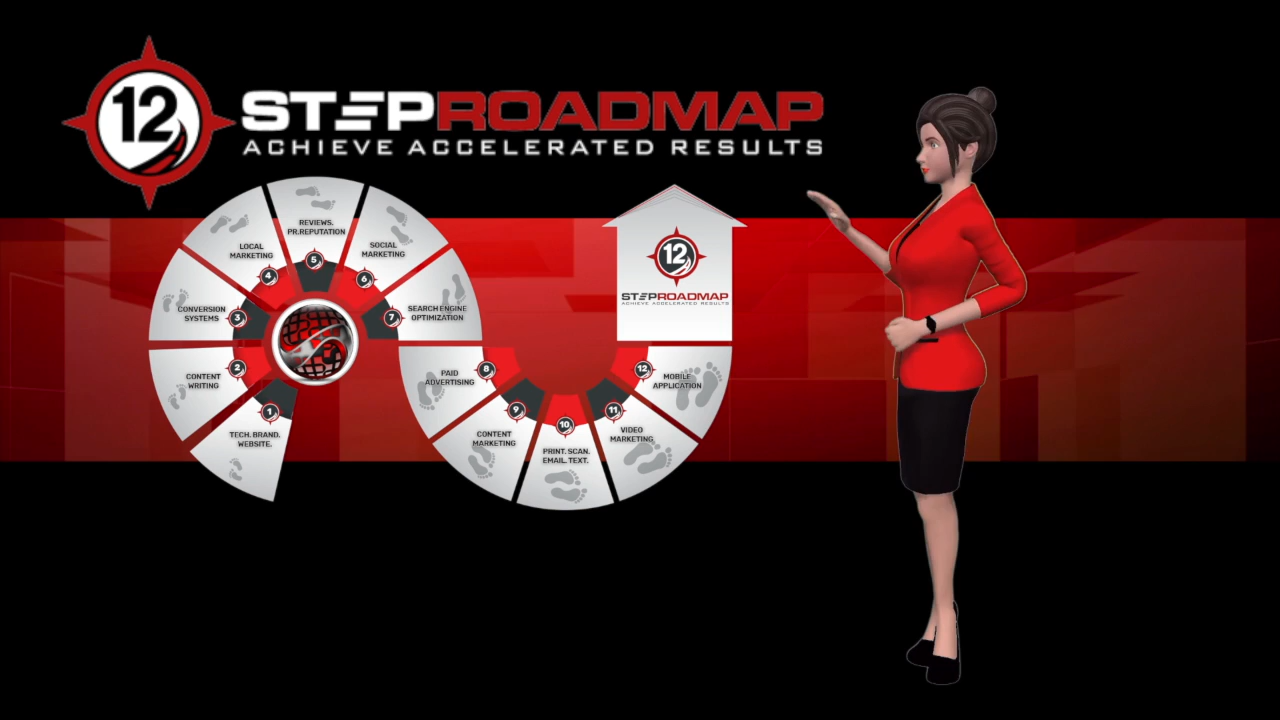 12
STEPROADMAP
ACHIEVE ACCELERATED RESULTS
1
TECH. BRAND.
WEBSITE.
2
CONTENT
WRITING
3
CONVERSION
SYSTEMS
4
LOCAL
MARKETING
5
REVIEWS.
PR.REPUTATION
6
SOCIAL
MARKETING
7
SEARCH ENGINE
OPTIMIZATION
8
PAID
ADVERTISING
9
CONTENT
MARKETING
10
PRINT. SCAN.
EMAIL. TEXT.
11
VIDEO
MARKETING
12
MOBILE
APPLICATION
12
STEPROADMAP
ACHIEVE ACCELERATED RESULTS